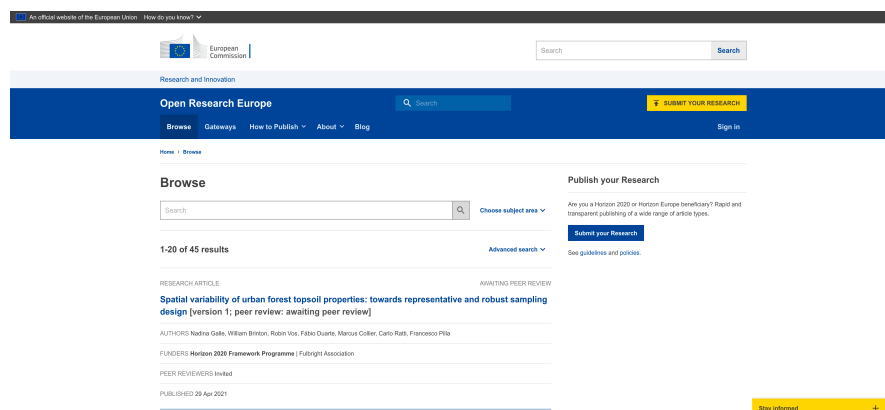 An official website of the European Union How do you know?
European
Commission
Search
Search
Research and Innovation
Open Research Europe
Search
SUBMIT YOUR RESEARCH
Browse Gateways How to Publish About Blog
Sign in
Home Browse
Browse
Search
Choose subject area
1-20 of 45 results
Advanced search
RESEARCH ARTICLE
AWAITING PEER REVIEW
Spatial variability of urban forest topsoil properties: towards representative and robust sampling
design [version 1; peer review: awaiting peer review]
AUTHORS Nadina Galle, William Brinton, Robin Vos, Fábio Duarte, Marcus Collier, Carlo Ratti, Francesco Pilla
FUNDERS Horizon 2020 Framework Programme | Fulbright Association
PEER REVIEWERS Invited
PUBLISHED 29 Apr 2021
Publish your Research
Are you a Horizon 2020 or Horizon Europe beneficiary? Rapid and
transparent publishing of a wide range of article types.
Submit your Research
See guidelines and policies.
Stay informed +